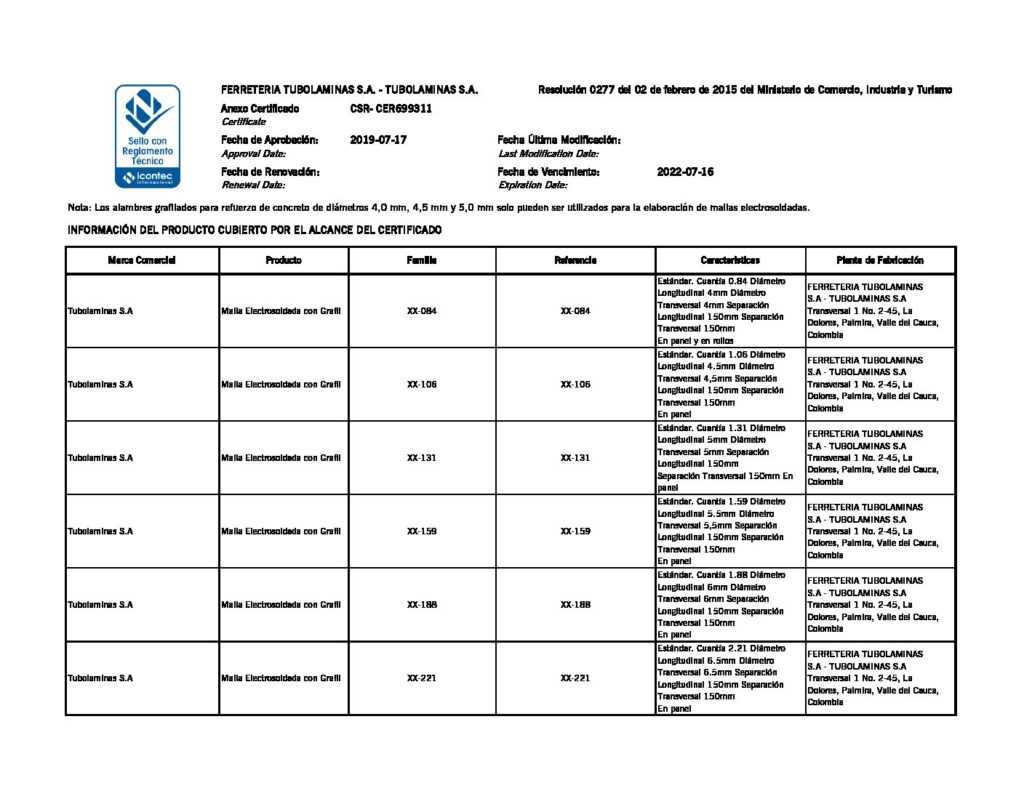 Sello con
Reglamento
Técnico
icontec
internacional
FERRETERIA TUBOLAMINAS S.A. - TUBOLAMINAS S.A.
Resolución 0277 del 02 de febrero de 2015 del Ministerio de Comercio, Industria y Turismo
Anexo Certificado CSR- CER699311
Certificate
Fecha de Aprobación: 2019-07-17 Fecha Última Modificación:
Approval Date: Last Modification Date:
Fecha de Renovación: Fecha de Vencimiento: 2022-07-16
Renewal Date: Expiration Date:
Nota: Los alambres grafilados para refuerzo de concreto de diámetros 4,0 mm, 4,5 mm y 5,0 mm solo pueden ser utilizados para la elaboración de mallas electrosoldadas.
INFORMACIÓN DEL PRODUCTO CUBIERTO POR EL ALCANCE DEL CERTIFICADO
Marca Comercial Producto Familia Referencia Características Planta de Fabricación
Tubolaminas S.A Malla Electrosoldada con Grafil XX-084 XX-084
Estándar. Cuantía 0.84 Diámetro
Longitudinal 4mm Diámetro
Transversal 4mm Separación
Longitudinal 150mm Separación
Transversal 150mm
En panel y en rollos
FERRETERIA TUBOLAMINAS
S.A - TUBOLAMINAS S.A
Transversal 1 No. 2-45, La
Dolores, Palmira, Valle del Cauca,
Colombia
Tubolaminas S.A Malla Electrosoldada con Grafil XX-106 XX-106
Estándar. Cuantía 1.06 Diámetro
Longitudinal 4.5mm Diámetro
Transversal 4,5mm Separación
Longitudinal 150mm Separación
Transversal 150mm
En panel
FERRETERIA TUBOLAMINAS
S.A - TUBOLAMINAS S.A
Transversal 1 No. 2-45, La
Dolores, Palmira, Valle del Cauca,
Colombia
Tubolaminas S.A Malla Electrosoldada con Grafil XX-131 XX-131
Estándar. Cuantía 1.31 Diámetro
Longitudinal 5mm Diámetro
Transversal 5mm Separación
Longitudinal 150mm
Separación Transversal 150mm En
panel
FERRETERIA TUBOLAMINAS
S.A - TUBOLAMINAS S.A
Transversal 1 No. 2-45, La
Dolores, Palmira, Valle del Cauca,
Colombia
Tubolaminas S.A Malla Electrosoldada con Grafil XX-159 XX-159
Estándar. Cuantía 1.59 Diámetro
Longitudinal 5.5mm Diámetro
Transversal 5,5mm Separación
Longitudinal 150mm Separación
Transversal 150mm
En panel
FERRETERIA TUBOLAMINAS
S.A - TUBOLAMINAS S.A
Transversal 1 No. 2-45, La
Dolores, Palmira, Valle del Cauca,
Colombia
Tubolaminas S.A Malla Electrosoldada con Grafil XX-188 XX-188
Estándar. Cuantía 1.88 Diámetro
Longitudinal 6mm Diámetro
Transversal 6mm Separación
Longitudinal 150mm Separación
Transversal 150mm
En panel
FERRETERIA TUBOLAMINAS
S.A - TUBOLAMINAS S.A
Transversal 1 No. 2-45, La
Dolores, Palmira, Valle del Cauca,
Colombia
Tubolaminas S.A Malla Electrosoldada con Grafil XX-221 XX-221
Estándar. Cuantía 2.21 Diámetro
Longitudinal 6.5mm Diámetro
Transversal 6.5mm Separación
Longitudinal 150mm Separación
Transversal 150mm
En panel
FERRETERIA TUBOLAMINAS
S.A - TUBOLAMINAS S.A
Transversal 1 No. 2-45, La
Dolores, Palmira, Valle del Cauca,
Colombia